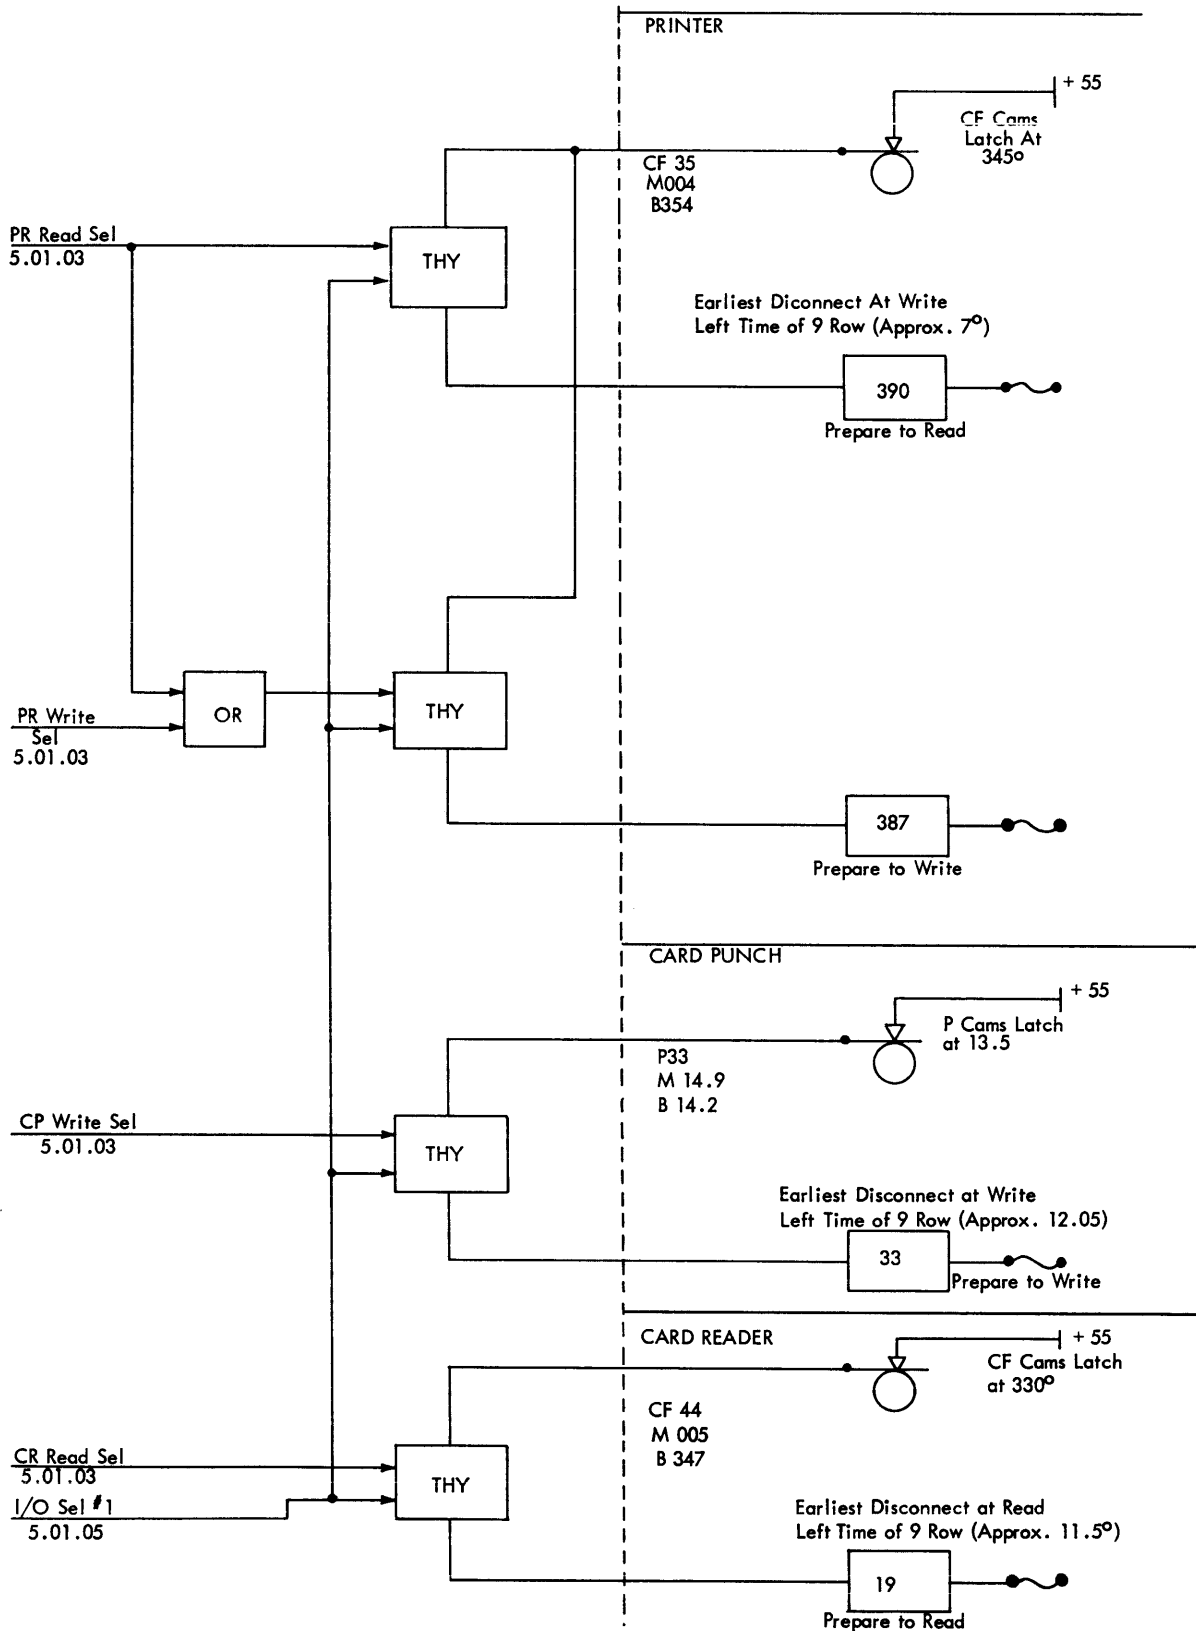 PRINTER
+ 55
CF Cams
Latch At
345°
CF 35
M004
B354
PR Read Sel
5.01.03
THY
Earliest Diconnect At Write
Left Time of 9 Row (Approx. 7°)
390
Prepare to Read
PR Write
Sel
5.01.03
OR
THY
387
Prepare to Write
CARD PUNCH
+ 55
P Cams Latch
at 13.5
P33
M 14.9
B 14.2
CP Write Sel
5.01.03
THY
Earliest Disconnect at Write
Left Time of 9 Row (Approx. 12.05)
33
Prepare to Write
CARD READER
+ 55
CF Cams Latch
at 330°
CF 44
M 005
B 347
CR Read Sel
5.01.03
I/O Sel #1
5.01.05
THY
Earliest Disconnect at Read
Left Time of 9 Row (Approx. 11.5°)
19
Prepare to Read